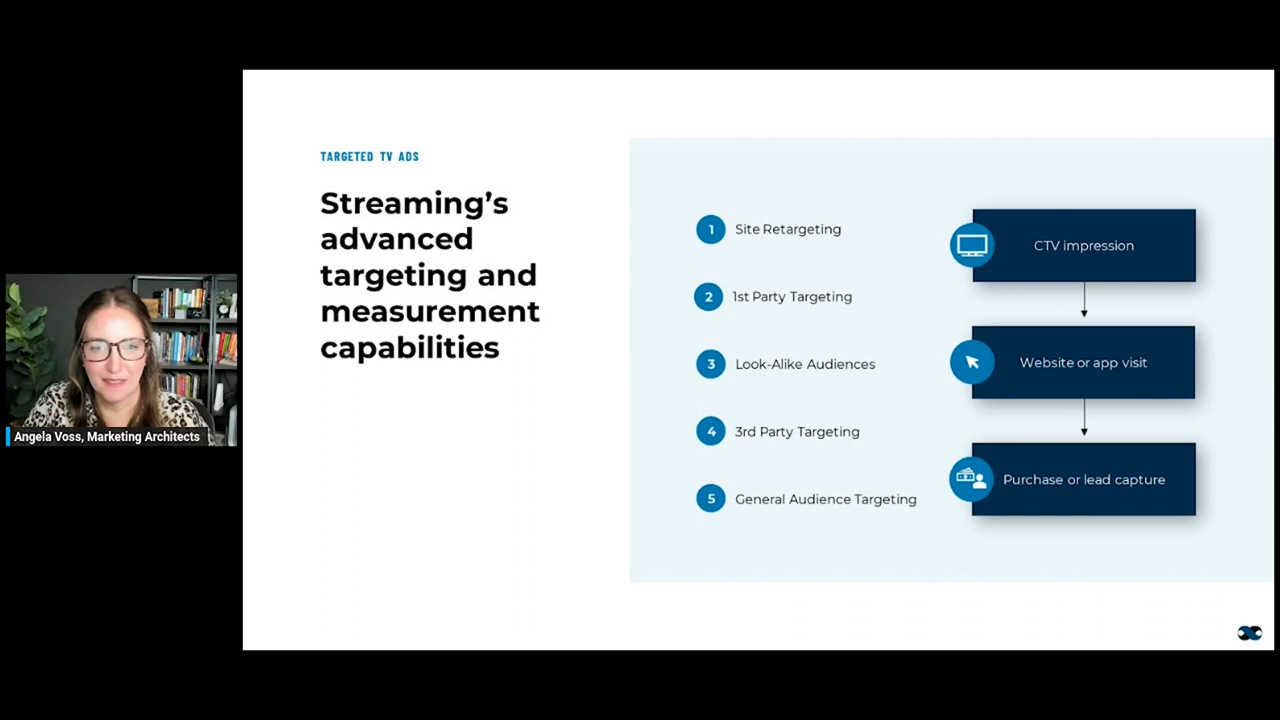 TARGETED TV ADS
Streaming's
advanced
targeting and
measurement
capabilities
1 Site Retargeting
2 1st Party Targeting
3 Look-Alike Audiences
4 3rd Party Targeting
5 General Audience Targeting
CTV impression
Website or app visit
Purchase or lead capture
Angela Voss, Marketing Architects